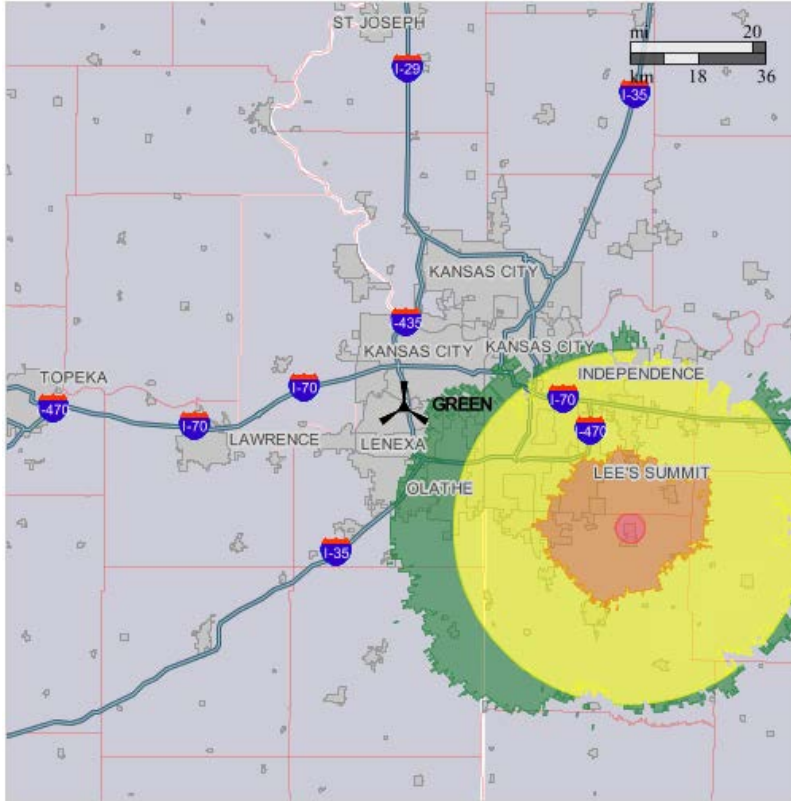 ST JOSEPH
mi 20
km 18 36
I-29
I-35
KANSAS CITY
I-435
KANSAS CITY KANSAS CITY
TOPEKA
INDEPENDENCE
I-70
I-470
I-70
GREEN
I-70
LAWRENCE
LENEXA
I-470
LEE'S SUMMIT
OLATHE
I-35